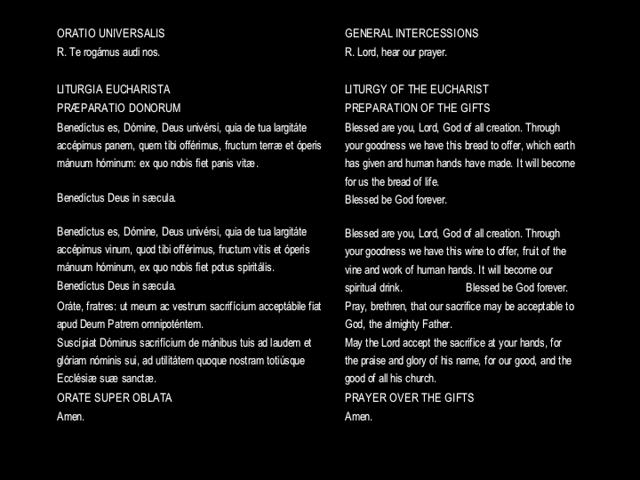 ORATIO UNIVERSALIS
R. Te rogámus audi nos.
LITURGIA EUCHARISTA
PRÆPARATIO DONORUM
Benedíctus es, Dómine, Deus univérsi, quia de tua largitáte
accépimus panem, quem tibi offérimus, fructum terræ et óperis
mánuum hóminum: ex quo nobis fiet panis vitæ.
Benedíctus Deus in sæcula.
Benedíctus es, Dómine, Deus univérsi, quia de tua largitáte
accépimus vinum, quod tibi offérimus, fructum vitis et óperis
mánuum hóminum, ex quo nobis fiet potus spiritális.
Benedíctus Deus in sæcula.
Oráte, fratres: ut meum ac vestrum sacrifícium acceptábile fiat
apud Deum Patrem omnipoténtem.
Suscípiat Dóminus sacrifícium de mánibus tuis ad laudem et
glóriam nóminis sui, ad utilitátem quoque nostram totiúsque
Ecclésiæ suæ sanctæ.
ORATE SUPER OBLATA
Amen.
GENERAL INTERCESSIONS
R. Lord, hear our prayer.
LITURGY OF THE EUCHARIST
PREPARATION OF THE GIFTS
Blessed are you, Lord, God of all creation. Through
your goodness we have this bread to offer, which earth
has given and human hands have made. It will become
for us the bread of life.
Blessed be God forever.
Blessed are you, Lord, God of all creation. Through
your goodness we have this wine to offer, fruit of the
vine and work of human hands. It will become our
spiritual drink. Blessed be God forever.
Pray, brethren, that our sacrifice may be acceptable to
God, the almighty Father.
May the Lord accept the sacrifice at your hands, for
the praise and glory of his name, for our good, and the
good of all his church.
PRAYER OVER THE GIFTS
Amen.